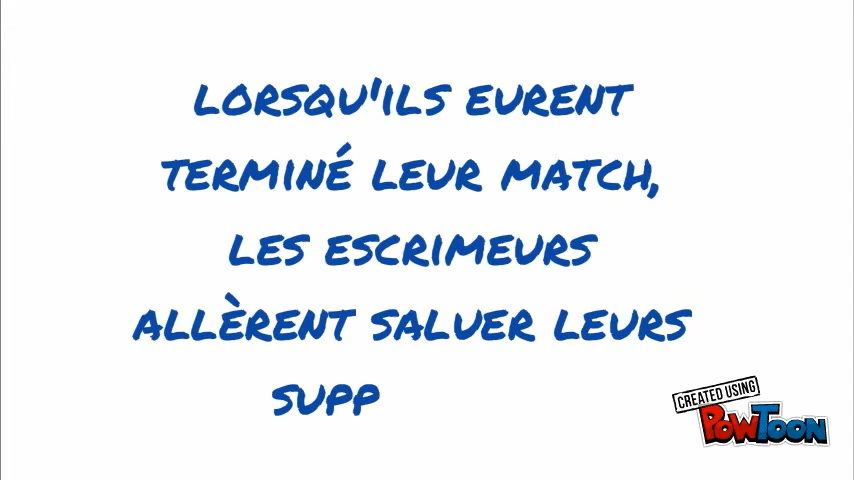 LORSQU'ILS EURENT
TERMINÉ LEUR MATCH,
LES ESCRIMEURS
ALLÈRENT SALUER LEURS
SUPP
CREATED USING
POWTOON